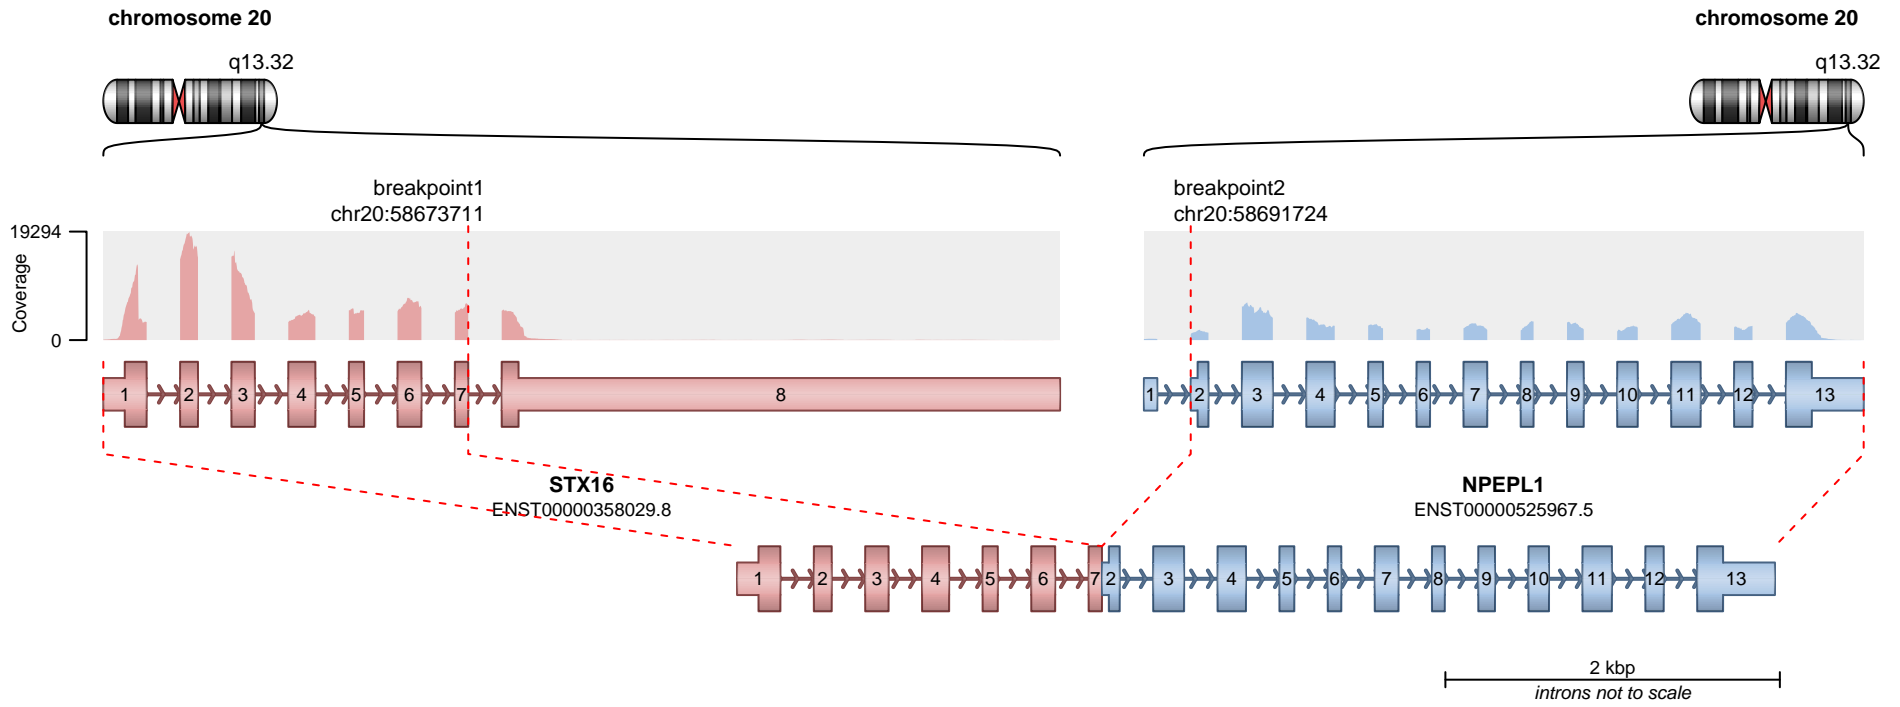 chromosome 20
chromosome 20
q13.32
q13.32
breakpoint1
chr20:58673711
breakpoint2
chr20:58691724
19294
Coverage
0
1 2 3 4 5 6 7 8
1 2 3 4 5 6 7 8 9 10 11 12 13
STX16
ENST00000358029.8
NPEPL1
ENST00000525967.5
1 2 3 4 5 6 7 2 3 4 5 6 7 8 9 10 11 12 13
2 kbp
introns not to scale